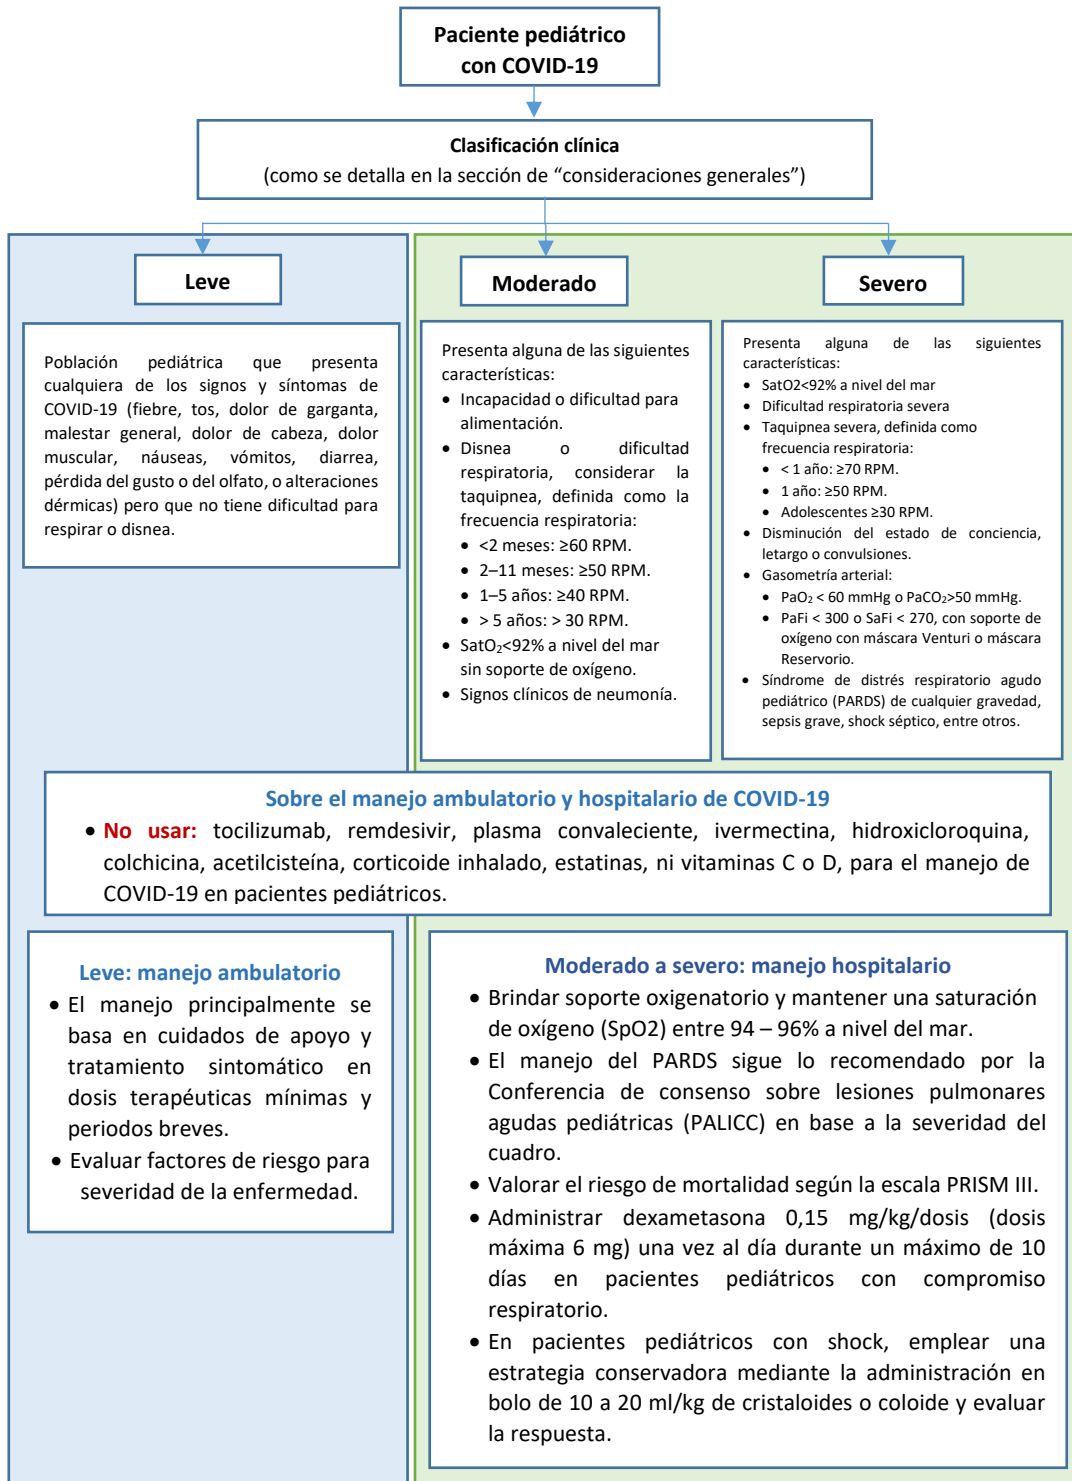 Paciente pediátrico
con COVID-19
Clasificación clínica
(como se detalla en la sección de “consideraciones generales”)
Leve
Población pediátrica que presenta
cualquiera de los signos y síntomas de
COVID-19 (fiebre, tos, dolor de garganta,
malestar general, dolor de cabeza, dolor
muscular, náuseas, vómitos, diarrea,
pérdida del gusto o del olfato, o alteraciones
dérmicas) pero que no tiene dificultad para
respirar o disnea.
Moderado
Presenta alguna de las siguientes
características:
• Incapacidad o dificultad para
alimentación.
• Disnea o dificultad
respiratoria, considerar la
taquipnea, definida como la
frecuencia respiratoria:
• <2 meses: ≥60 RPM.
• 2–11 meses: ≥50 RPM.
• 1–5 años: ≥40 RPM.
• > 5 años: > 30 RPM.
• SatO₂<92% a nivel del mar
sin soporte de oxígeno.
• Signos clínicos de neumonía.
Severo
Presenta alguna de las siguientes
características:
• SatO2<92% a nivel del mar
• Dificultad respiratoria severa
• Taquipnea severa, definida como
frecuencia respiratoria:
• < 1 año: ≥70 RPM.
• 1 año: ≥50 RPM.
• Adolescentes ≥30 RPM.
• Disminución del estado de conciencia,
letargo o convulsiones.
• Gasometría arterial:
• PaO₂ < 60 mmHg o PaCO₂>50 mmHg.
• PaFi < 300 o SaFi < 270, con soporte de
oxígeno con máscara Venturi o máscara
Reservorio.
• Síndrome de distrés respiratorio agudo
pediátrico (PARDS) de cualquier gravedad,
sepsis grave, shock séptico, entre otros.
Sobre el manejo ambulatorio y hospitalario de COVID-19
• No usar: tocilizumab, remdesivir, plasma convaleciente, ivermectina, hidroxicloroquina,
colchicina, acetilcisteína, corticoide inhalado, estatinas, ni vitaminas C o D, para el manejo de
COVID-19 en pacientes pediátricos.
Leve: manejo ambulatorio
• El manejo principalmente se
basa en cuidados de apoyo y
tratamiento sintomático en
dosis terapéuticas mínimas y
periodos breves.
• Evaluar factores de riesgo para
severidad de la enfermedad.
Moderado a severo: manejo hospitalario
• Brindar soporte oxigenatorio y mantener una saturación
de oxígeno (SpO2) entre 94 – 96% a nivel del mar.
• El manejo del PARDS sigue lo recomendado por la
Conferencia de consenso sobre lesiones pulmonares
agudas pediátricas (PALICC) en base a la severidad del
cuadro.
• Valorar el riesgo de mortalidad según la escala PRISM III.
• Administrar dexametasona 0,15 mg/kg/dosis (dosis
máxima 6 mg) una vez al día durante un máximo de 10
días en pacientes pediátricos con compromiso
respiratorio.
• En pacientes pediátricos con shock, emplear una
estrategia conservadora mediante la administración en
bolo de 10 a 20 ml/kg de cristaloides o coloide y evaluar
la respuesta.